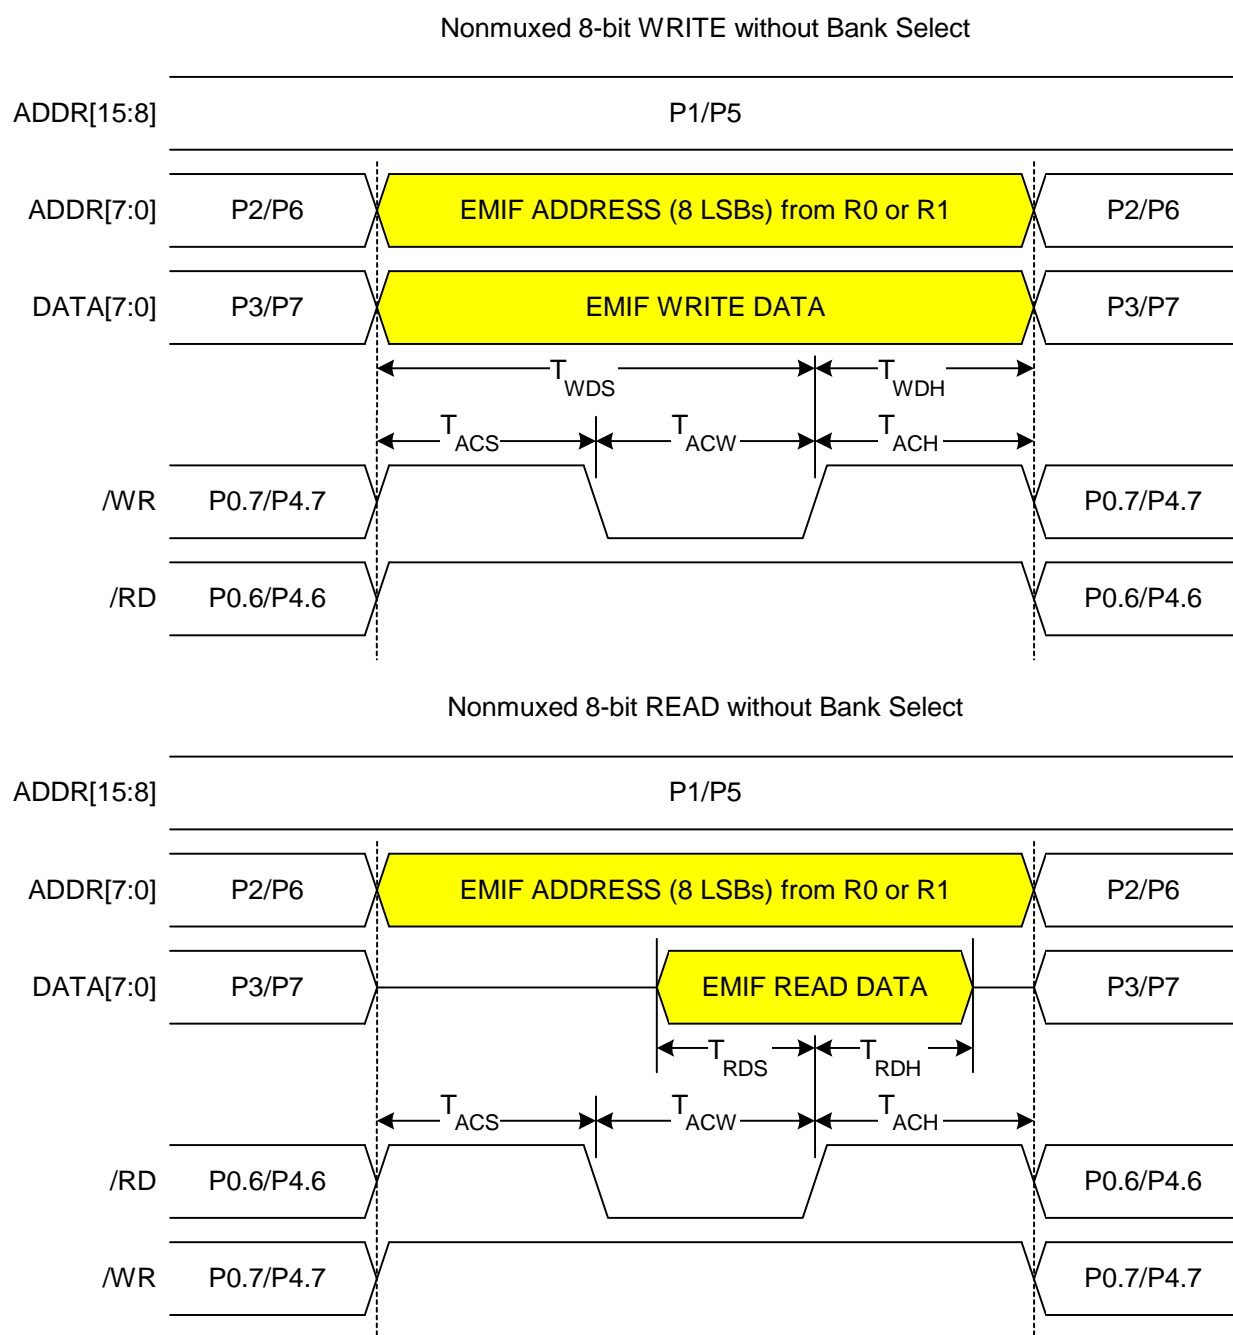 Nonmuxed 8-bit WRITE without Bank Select
ADDR[15:8] P1/P5
ADDR[7:0] P2/P6 EMIF ADDRESS (8 LSBs) from R0 or R1 P2/P6
DATA[7:0] P3/P7 EMIF WRITE DATA P3/P7
TWDS TWDH
TACS TACW TACH
/WR P0.7/P4.7 P0.7/P4.7
/RD P0.6/P4.6 P0.6/P4.6
Nonmuxed 8-bit READ without Bank Select
ADDR[15:8] P1/P5
ADDR[7:0] P2/P6 EMIF ADDRESS (8 LSBs) from R0 or R1 P2/P6
DATA[7:0] P3/P7 EMIF READ DATA P3/P7
TRDS TRDH
TACS TACW TACH
/RD P0.6/P4.6 P0.6/P4.6
/WR P0.7/P4.7 P0.7/P4.7